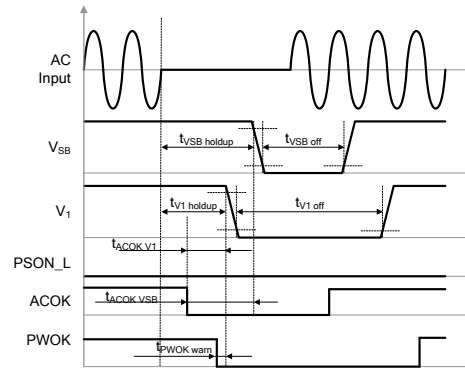 AC
Input
VSB
tVSB holdup
tVSB off
V1
tV1 holdup
tV1 off
tACOK V1
PSON_L
ACOK
tACOK VSB
PWOK
tPWOK warn